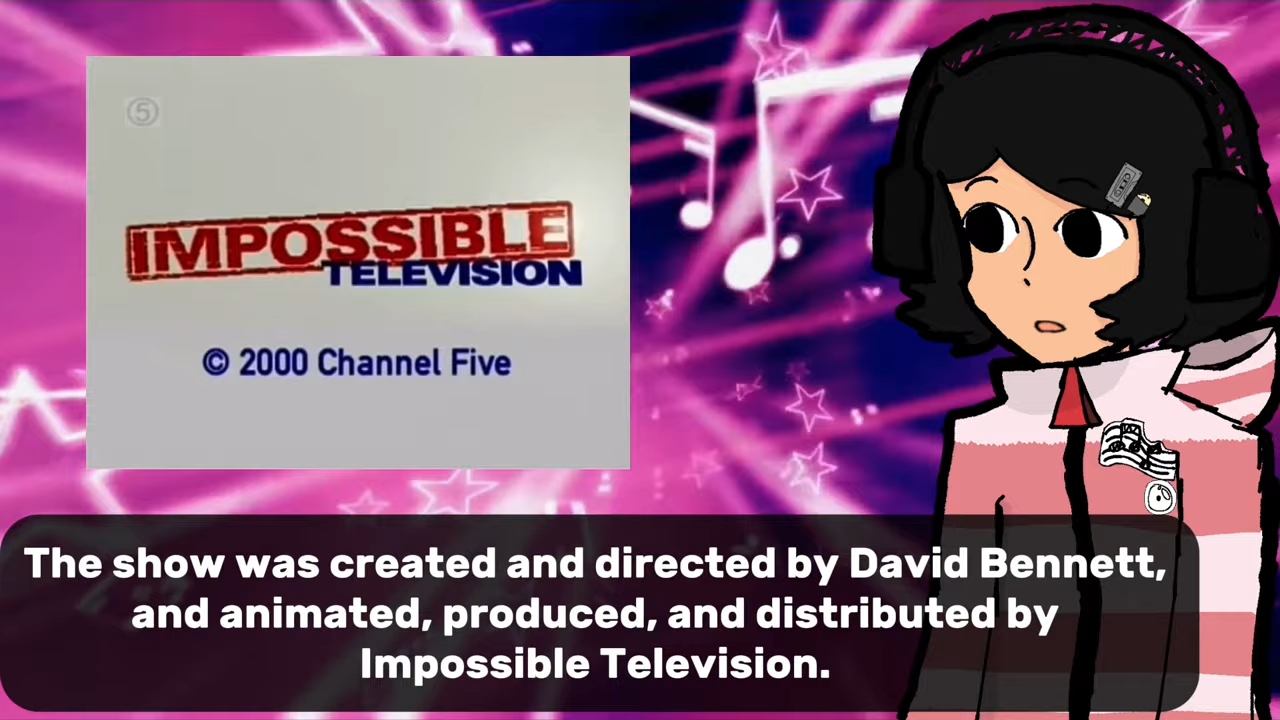 5
IMPOSSIBLE
TELEVISION
© 2000 Channel Five
The show was created and directed by David Bennett,
and animated, produced, and distributed by
Impossible Television.